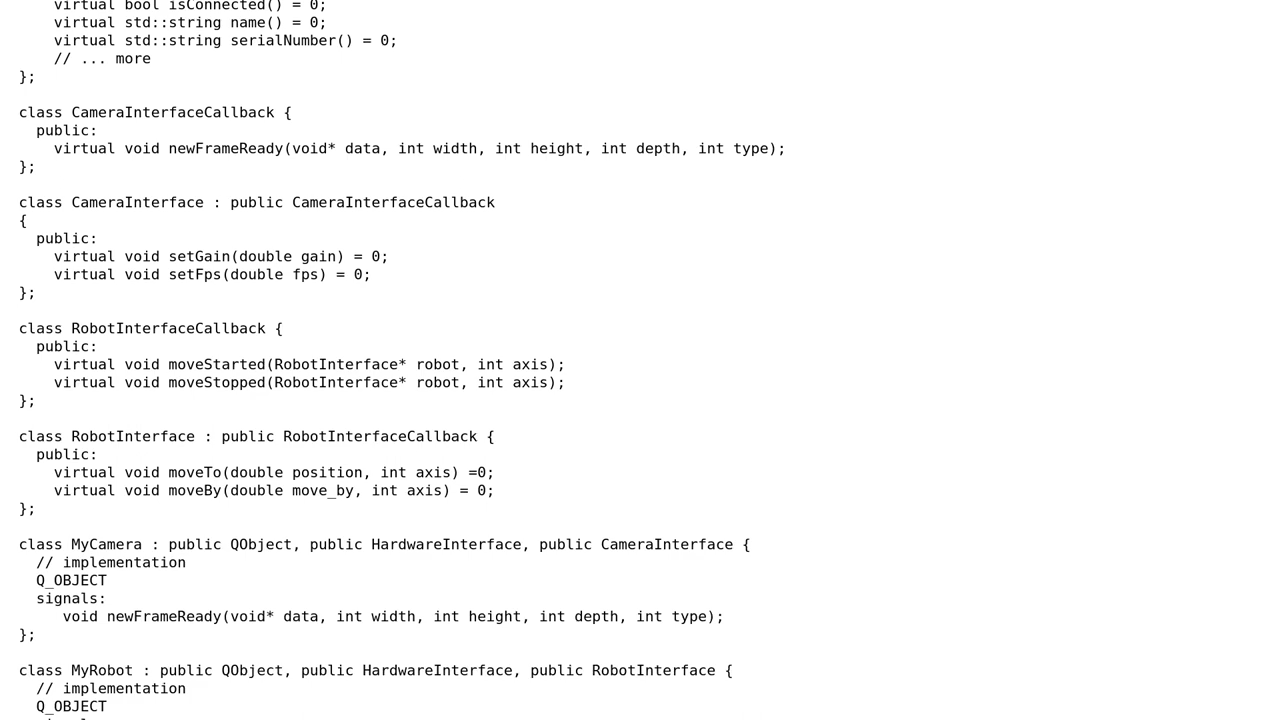 virtual bool isConnected() = 0;
virtual std::string name() = 0;
virtual std::string serialNumber() = 0;
// ... more
};
class CameraInterfaceCallback {
public:
virtual void newFrameReady(void* data, int width, int height, int depth, int type);
};
class CameraInterface : public CameraInterfaceCallback
{
public:
virtual void setGain(double gain) = 0;
virtual void setFps(double fps) = 0;
};
class RobotInterfaceCallback {
public:
virtual void moveStarted(RobotInterface* robot, int axis);
virtual void moveStopped(RobotInterface* robot, int axis);
};
class RobotInterface : public RobotInterfaceCallback {
public:
virtual void moveTo(double position, int axis) =0;
virtual void moveBy(double move_by, int axis) = 0;
};
class MyCamera : public QObject, public HardwareInterface, public CameraInterface {
// implementation
Q_OBJECT
signals:
void newFrameReady(void* data, int width, int height, int depth, int type);
};
class MyRobot : public QObject, public HardwareInterface, public RobotInterface {
// implementation
Q_OBJECT